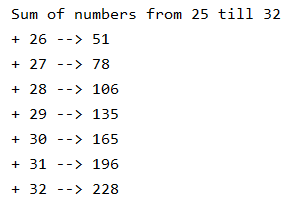 Sum of numbers from 25 till 32
+ 26 --> 51
+ 27 --> 78
+ 28 --> 106
+ 29 --> 135
+ 30 --> 165
+ 31 --> 196
+ 32 --> 228